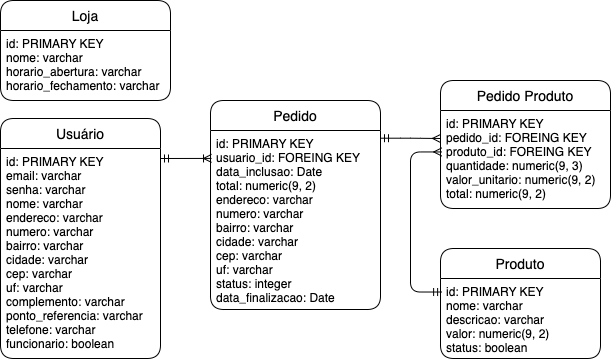 Loja
id: PRIMARY KEY
nome: varchar
horario_abertura: varchar
horario_fechamento: varchar
Usuário
id: PRIMARY KEY
email: varchar
senha: varchar
nome: varchar
endereco: varchar
numero: varchar
bairro: varchar
cidade: varchar
cep: varchar
uf: varchar
complemento: varchar
ponto_referencia: varchar
telefone: varchar
funcionario: boolean
Pedido
id: PRIMARY KEY
usuario_id: FOREING KEY
data_inclusao: Date
total: numeric(9, 2)
endereco: varchar
numero: varchar
bairro: varchar
cidade: varchar
cep: varchar
uf: varchar
status: integer
data_finalizacao: Date
Pedido Produto
id: PRIMARY KEY
pedido_id: FOREING KEY
produto_id: FOREING KEY
quantidade: numeric(9, 3)
valor_unitario: numeric(9, 2)
total: numeric(9, 2)
Produto
id: PRIMARY KEY
nome: varchar
descricao: varchar
valor: numeric(9, 2)
status: boolean